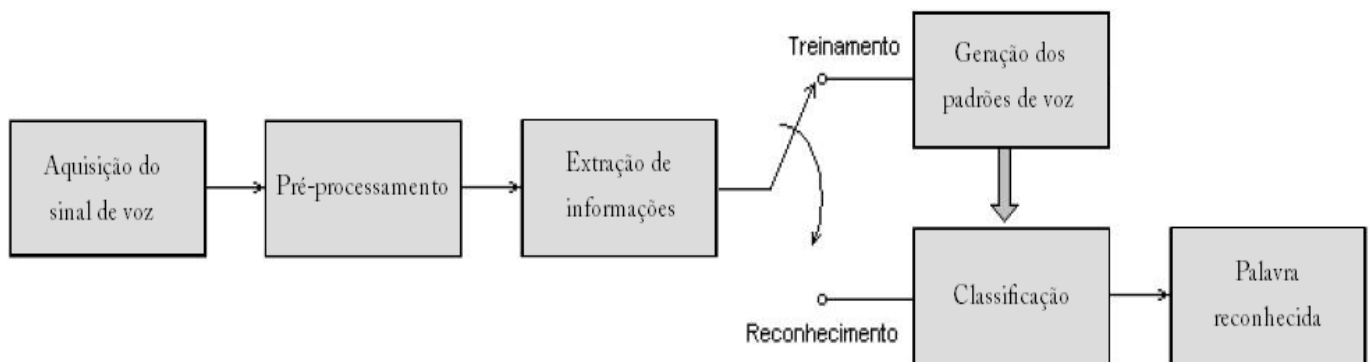 Aquisição do
sinal de voz
Pré-processamento
Extração de
informações
Treinamento
Geração dos
padrões de voz
Reconhecimento
Classificação
Palavra
reconhecida